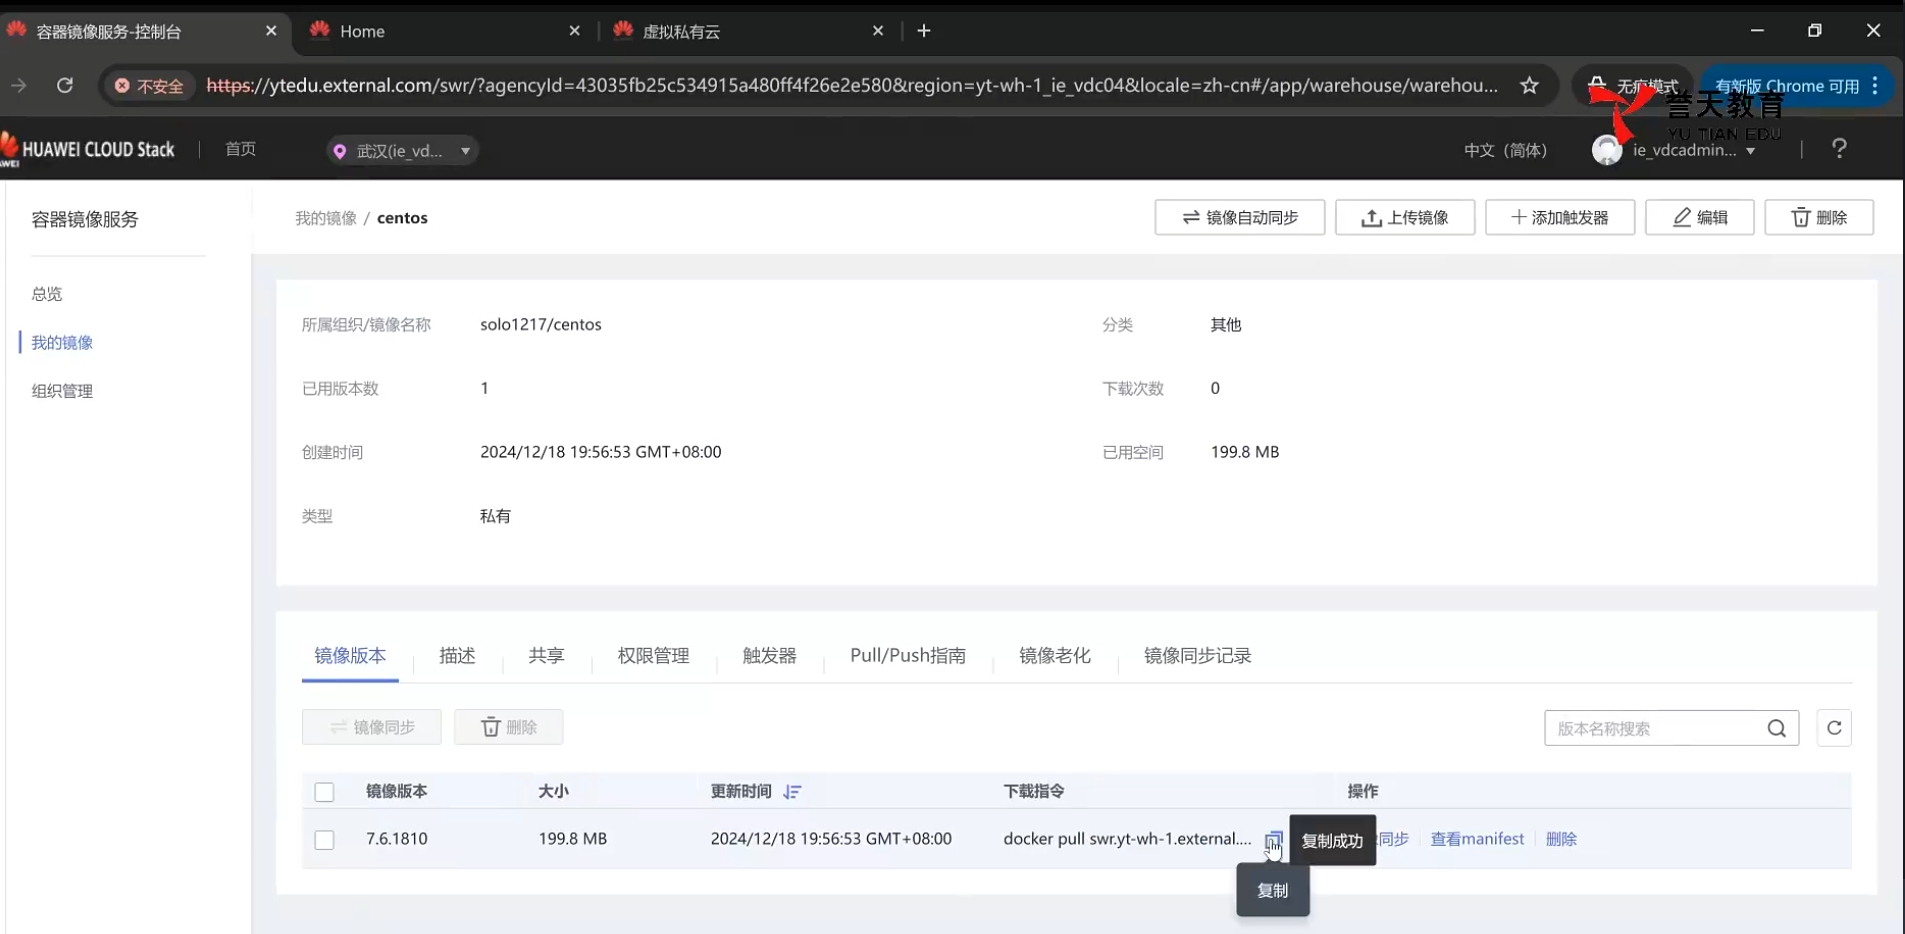 容器镜像服务-控制台
Home
虚拟私有云
不安全
https://ytedu.external.com/swr/?agencyId=43035fb25c534915a480ff4f26e2e580&region=yt-wh-1_ie_vdc04&locale=zh-cn#/app/warehouse/warehou...
有新版 Chrome 可用
誉天教育
YU TIAN EDU
HUAWEI CLOUD Stack
首页
武汉(ie_vd...
中文（简体）
ie_vdcadmin...
容器镜像服务
总览
我的镜像
组织管理
我的镜像 / centos
镜像自动同步
上传镜像
添加触发器
编辑
删除
所属组织/镜像名称 solo1217/centos
分类 其他
已用版本数 1
下载次数 0
创建时间 2024/12/18 19:56:53 GMT+08:00
已用空间 199.8 MB
类型 私有
镜像版本 描述 共享 权限管理 触发器 Pull/Push指南 镜像老化 镜像同步记录
镜像同步 删除
版本名称搜索
镜像版本 大小 更新时间 下载指令 操作
7.6.1810 199.8 MB 2024/12/18 19:56:53 GMT+08:00 docker pull swr.yt-wh-1.external.... 复制成功 同步 查看manifest 删除
复制